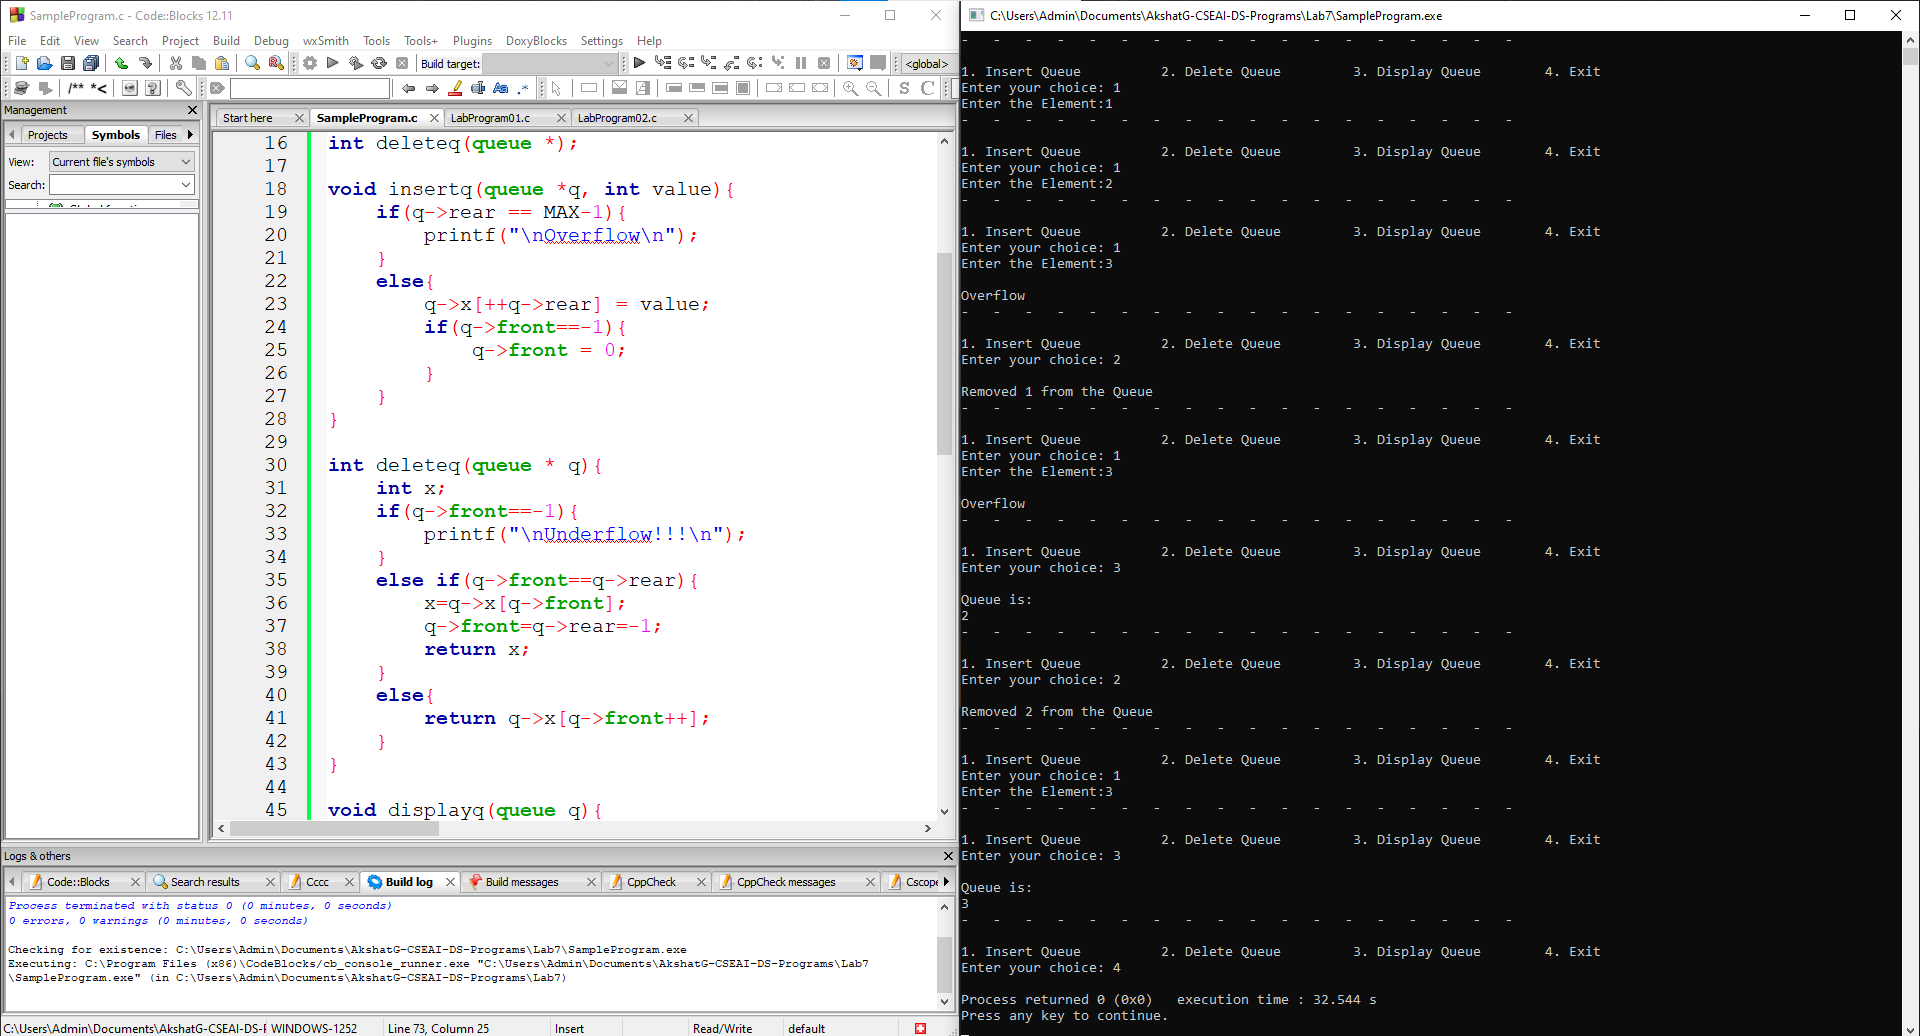 SampleProgram.c - Code::Blocks 12.11
File Edit View Search Project Build Debug wxSmith Tools Tools+ Plugins DoxyBlocks Settings Help
Build target:
<global>
/** *<
Aa .*
S C
Management
Projects Symbols Files
View: Current file's symbols
Search:
Start here SampleProgram.c LabProgram01.c LabProgram02.c
16 int deleteq(queue *);
17
18 void insertq(queue *q, int value){
19 if(q->rear == MAX-1){
20 printf("\nOverflow\n");
21 }
22 else{
23 q->x[++q->rear] = value;
24 if(q->front==-1){
25 q->front = 0;
26 }
27 }
28 }
29
30 int deleteq(queue * q){
31 int x;
32 if(q->front==-1){
33 printf("\nUnderflow!!!\n");
34 }
35 else if(q->front==q->rear){
36 x=q->x[q->front];
37 q->front=q->rear=-1;
38 return x;
39 }
40 else{
41 return q->x[q->front++];
42 }
43 }
44
45 void displayq(queue q){
Logs & others
Code::Blocks Search results Cccc Build log Build messages CppCheck CppCheck messages Cscope
Process terminated with status 0 (0 minutes, 0 seconds)
0 errors, 0 warnings (0 minutes, 0 seconds)
Checking for existence: C:\Users\Admin\Documents\AkshatG-CSEAI-DS-Programs\Lab7\SampleProgram.exe
Executing: C:\Program Files (x86)\CodeBlocks/cb_console_runner.exe "C:\Users\Admin\Documents\AkshatG-CSEAI-DS-Programs\Lab7
\SampleProgram.exe" (in C:\Users\Admin\Documents\AkshatG-CSEAI-DS-Programs\Lab7)
C:\Users\Admin\Documents\AkshatG-CSEAI-DS-F WINDOWS-1252 Line 73, Column 25 Insert Read/Write default
C:\Users\Admin\Documents\AkshatG-CSEAI-DS-Programs\Lab7\SampleProgram.exe
- - - - - - - - - - - - - - - - - -
1. Insert Queue 2. Delete Queue 3. Display Queue 4. Exit
Enter your choice: 1
Enter the Element:1
- - - - - - - - - - - - - - - - - -
1. Insert Queue 2. Delete Queue 3. Display Queue 4. Exit
Enter your choice: 1
Enter the Element:2
- - - - - - - - - - - - - - - - - -
1. Insert Queue 2. Delete Queue 3. Display Queue 4. Exit
Enter your choice: 1
Enter the Element:3
Overflow
- - - - - - - - - - - - - - - - - -
1. Insert Queue 2. Delete Queue 3. Display Queue 4. Exit
Enter your choice: 2
Removed 1 from the Queue
- - - - - - - - - - - - - - - - - -
1. Insert Queue 2. Delete Queue 3. Display Queue 4. Exit
Enter your choice: 1
Enter the Element:3
Overflow
- - - - - - - - - - - - - - - - - -
1. Insert Queue 2. Delete Queue 3. Display Queue 4. Exit
Enter your choice: 3
Queue is:
2
- - - - - - - - - - - - - - - - - -
1. Insert Queue 2. Delete Queue 3. Display Queue 4. Exit
Enter your choice: 2
Removed 2 from the Queue
- - - - - - - - - - - - - - - - - -
1. Insert Queue 2. Delete Queue 3. Display Queue 4. Exit
Enter your choice: 1
Enter the Element:3
- - - - - - - - - - - - - - - - - -
1. Insert Queue 2. Delete Queue 3. Display Queue 4. Exit
Enter your choice: 3
Queue is:
3
- - - - - - - - - - - - - - - - - -
1. Insert Queue 2. Delete Queue 3. Display Queue 4. Exit
Enter your choice: 4
Process returned 0 (0x0) execution time : 32.544 s
Press any key to continue.